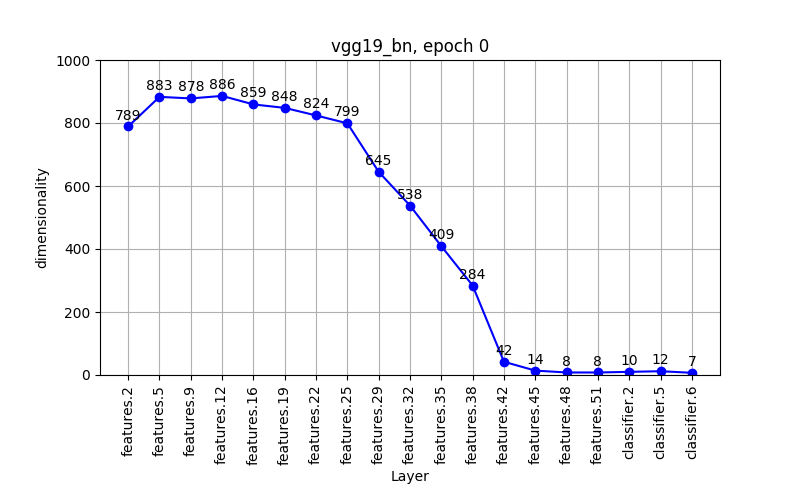 vgg19_bn, epoch 0
1000
800
600
400
200
0
dimensionality
789
883
878
886
859
848
824
799
645
538
409
284
42
14
8
8
10
12
7
features.2
features.5
features.9
features.12
features.16
features.19
features.22
features.25
features.29
features.32
features.35
features.38
features.42
features.45
features.48
features.51
classifier.2
classifier.5
classifier.6
Layer